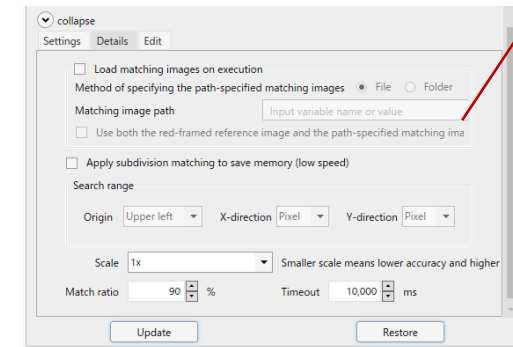 collapse
Settings Details Edit
Load matching images on execution
Method of specifying the path-specified matching images File Folder
Matching image path Input variable name or value
Use both the red-framed reference image and the path-specified matching ima
Apply subdivision matching to save memory (low speed)
Search range
Origin Upper left X-direction Pixel Y-direction Pixel
Scale 1x Smaller scale means lower accuracy and higher
Match ratio 90 % Timeout 10,000 ms
Update Restore